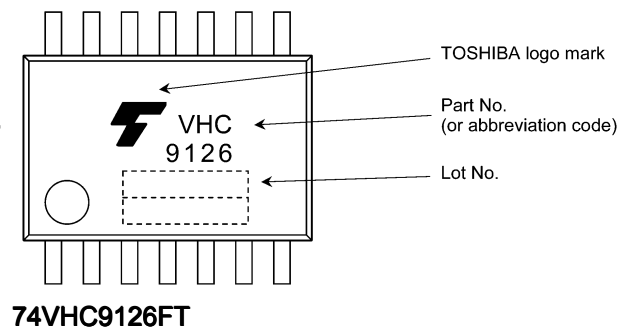 TOSHIBA logo mark
Part No.
(or abbreviation code)
VHC
9126
Lot No.
74VHC9126FT